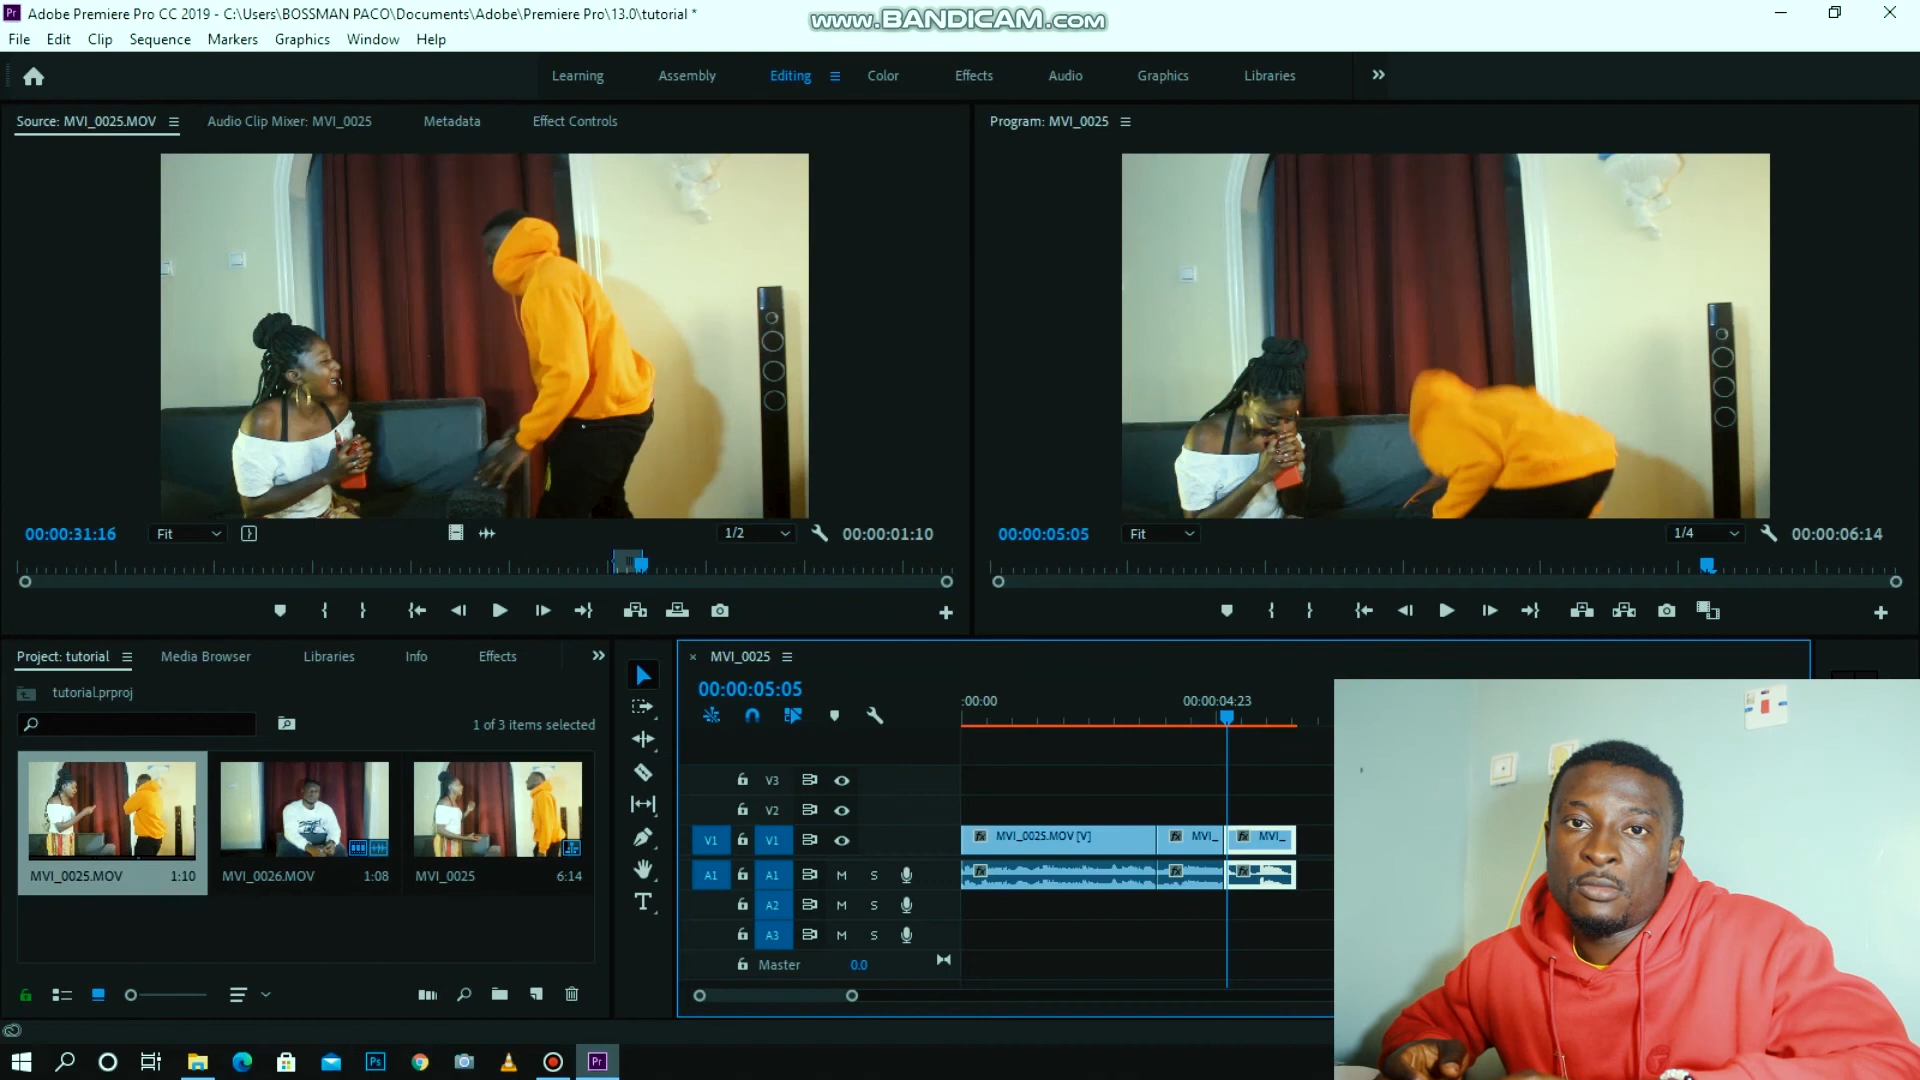 Adobe Premiere Pro CC 2019 - C:\Users\BOSSMAN PACO\Documents\Adobe\Premiere Pro\13.0\tutorial *
www.BANDICAM.com
File Edit Clip Sequence Markers Graphics Window Help
Learning Assembly Editing Color Effects Audio Graphics Libraries
Source: MVI_0025.MOV Audio Clip Mixer: MVI_0025 Metadata Effect Controls
Program: MVI_0025
00:00:31:16 Fit 1/2 00:00:01:10
00:00:05:05 Fit 1/4 00:00:06:14
Project: tutorial Media Browser Libraries Info Effects
tutorial.prproj
1 of 3 items selected
MVI_0025.MOV 1:10
MVI_0026.MOV 1:08
MVI_0025 6:14
MVI_0025
00:00:05:05
:00:00 00:00:04:23
V3
V2
V1 V1
MVI_0025.MOV [V] MVI_ MVI_
A1 A1 M S
A2 M S
A3 M S
Master 0.0
Ps Pr